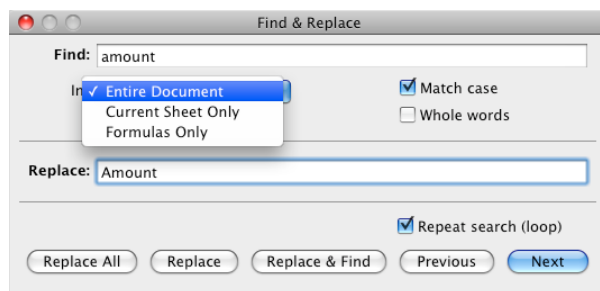 Find & Replace
Find: amount
In ✓ Entire Document
Current Sheet Only
Formulas Only
Match case
Whole words
Replace: Amount
Repeat search (loop)
Replace All Replace Replace & Find Previous Next